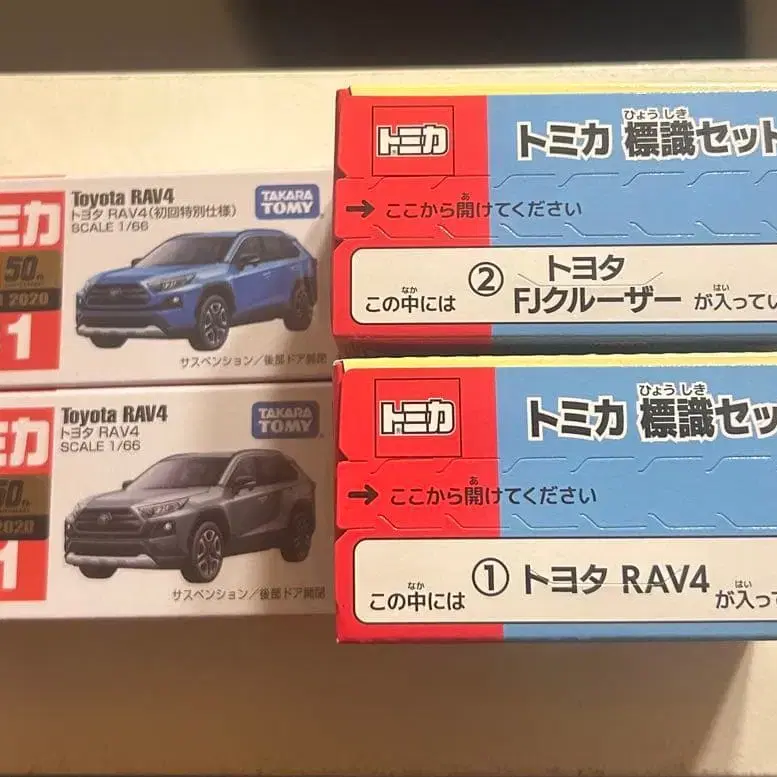 ミカ
50th
2020
1
Toyota RAV4
トヨタ RAV4(初回特別仕様)
SCALE 1/66
TAKARA
TOMY
サスペンション/後部ドア開閉
ミカ
50th
2020
1
Toyota RAV4
トヨタ RAV4
SCALE 1/66
TAKARA
TOMY
サスペンション/後部ドア開閉
トミカ
ひょう しき
トミカ 標識セット
あ
→ ここから開けてください
なか
はい
この中には ② トヨタ FJクルーザー が入ってい
トミカ
ひょう しき
トミカ 標識セッ
あ
→ ここから開けてください
なか
はい
この中には ① トヨタ RAV4 が入って